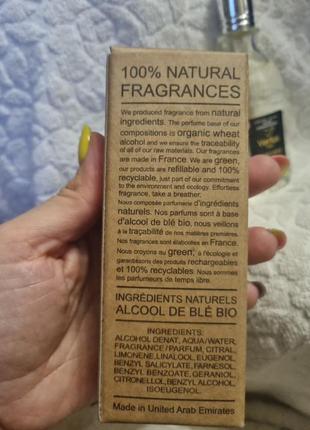 100% NATURAL
FRAGRANCES
We produced fragrance from natural
ingredients. The perfume base of our
compositions is organic wheat
alcohol and we ensure the traceability
of all of our raw materials. Our fragrances
are made in France. We are green,
our products are refillable and 100%
recyclable, just part of our commitment
to the environment and ecology. Effortless
fragrance, take a breather!
Nous composée parfumerie d'ingrédients
naturels. Nos parfums sont à base
d'alcool de blé bio, nous veillons
à la traçabilité de nos matières premières.
Nos fragrances sont élaboiées en France.
Nous croyons au green, à l'écologie et
garantissons des produits rechargeables
et 100% recyclables. Nous sommes
les parfumeurs de temps libre.
INGRÉDIENTS NATURELS
ALCOOL DE BLÉ BIO
INGREDIENTS:
ALCOHOL DENAT, AQUA/WATER,
FRAGRANCE / PARFUM, CITRAL,
LIMONENE, LINALOOL, EUGENOL,
BENZYL SALICYLATE, FARNESOL,
BENZYL BENZOATE, GERANIOL,
CITRONELLOL, BENZYL ALCOHOL,
ISOEUGENOL.
Made in United Arab Emirates